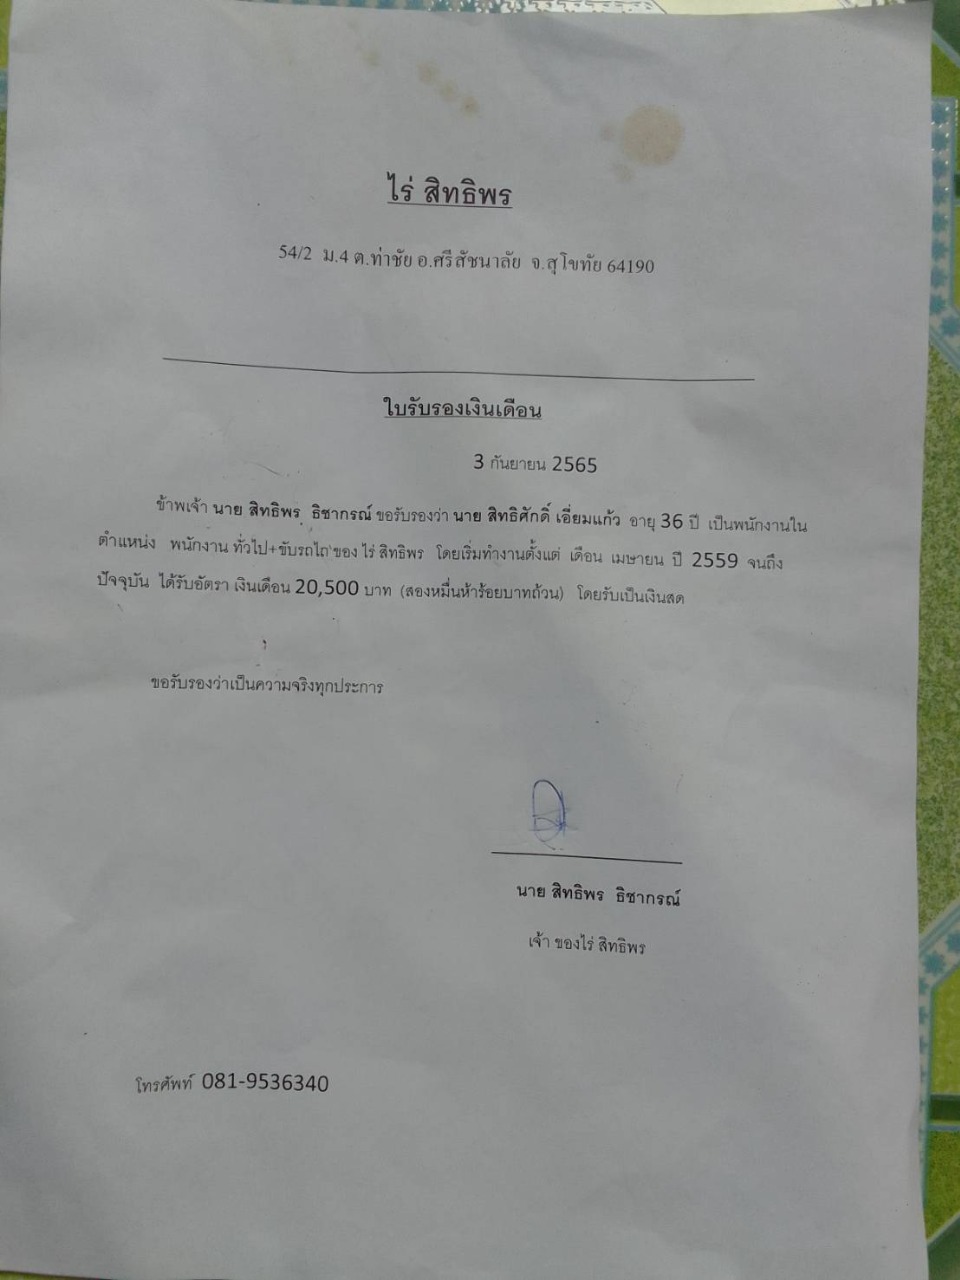 ไร่ สิทธิพร
54/2 ม.4 ต.ท่าชัย อ.ศรีสัชนาลัย จ.สุโขทัย 64190
ใบรับรองเงินเดือน
3 กันยายน 2565
ข้าพเจ้า นาย สิทธิพร ธิชากรณ์ ขอรับรองว่า นาย สิทธิศักดิ์ เอี่ยมแก้ว อายุ 36 ปี เป็นพนักงานใน
ตำแหน่ง พนักงาน ทั่วไป+ขับรถไถ ของ ไร่ สิทธิพร โดยเริ่มทำงานตั้งแต่ เดือน เมษายน ปี 2559 จนถึง
ปัจจุบัน ได้รับอัตรา เงินเดือน 20,500 บาท (สองหมื่นห้าร้อยบาทถ้วน) โดยรับเป็นเงินสด
ขอรับรองว่าเป็นความจริงทุกประการ
นาย สิทธิพร ธิชากรณ์
เจ้า ของไร่ สิทธิพร
โทรศัพท์ 081-9536340